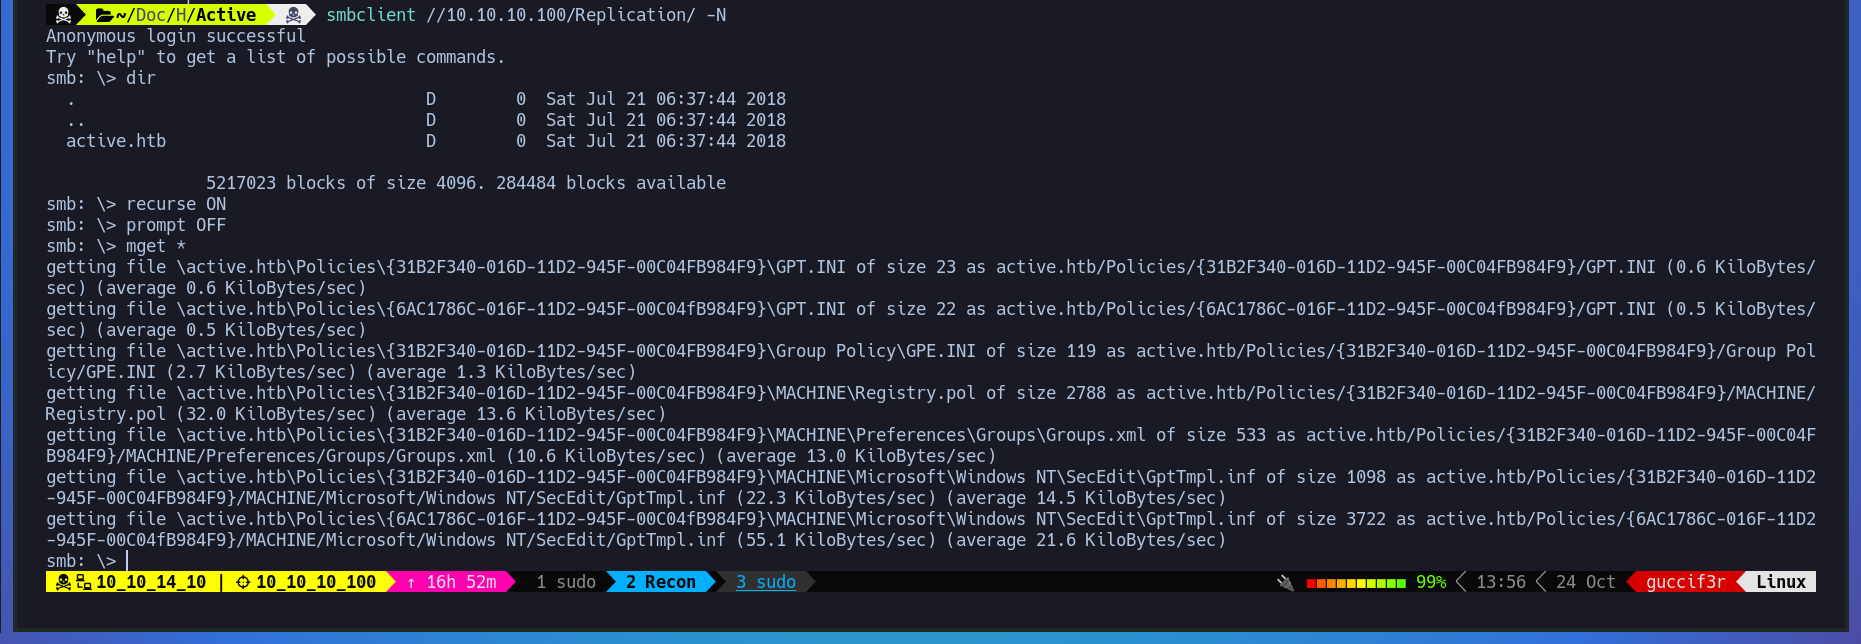 ~/Doc/H/Active smbclient //10.10.10.100/Replication/ -N
Anonymous login successful
Try "help" to get a list of possible commands.
smb: \> dir
  .                                   D        0  Sat Jul 21 06:37:44 2018
  ..                                  D        0  Sat Jul 21 06:37:44 2018
  active.htb                          D        0  Sat Jul 21 06:37:44 2018
                5217023 blocks of size 4096. 284484 blocks available
smb: \> recurse ON
smb: \> prompt OFF
smb: \> mget *
getting file \active.htb\Policies\{31B2F340-016D-11D2-945F-00C04FB984F9}\GPT.INI of size 23 as active.htb/Policies/{31B2F340-016D-11D2-945F-00C04FB984F9}/GPT.INI (0.6 KiloBytes/
sec) (average 0.6 KiloBytes/sec)
getting file \active.htb\Policies\{6AC1786C-016F-11D2-945F-00C04fB984F9}\GPT.INI of size 22 as active.htb/Policies/{6AC1786C-016F-11D2-945F-00C04fB984F9}/GPT.INI (0.5 KiloBytes/
sec) (average 0.5 KiloBytes/sec)
getting file \active.htb\Policies\{31B2F340-016D-11D2-945F-00C04FB984F9}\Group Policy\GPE.INI of size 119 as active.htb/Policies/{31B2F340-016D-11D2-945F-00C04FB984F9}/Group Pol
icy/GPE.INI (2.7 KiloBytes/sec) (average 1.3 KiloBytes/sec)
getting file \active.htb\Policies\{31B2F340-016D-11D2-945F-00C04FB984F9}\MACHINE\Registry.pol of size 2788 as active.htb/Policies/{31B2F340-016D-11D2-945F-00C04FB984F9}/MACHINE/
Registry.pol (32.0 KiloBytes/sec) (average 13.6 KiloBytes/sec)
getting file \active.htb\Policies\{31B2F340-016D-11D2-945F-00C04FB984F9}\MACHINE\Preferences\Groups\Groups.xml of size 533 as active.htb/Policies/{31B2F340-016D-11D2-945F-00C04F
B984F9}/MACHINE/Preferences/Groups/Groups.xml (10.6 KiloBytes/sec) (average 13.0 KiloBytes/sec)
getting file \active.htb\Policies\{31B2F340-016D-11D2-945F-00C04FB984F9}\MACHINE\Microsoft\Windows NT\SecEdit\GptTmpl.inf of size 1098 as active.htb/Policies/{31B2F340-016D-11D2
-945F-00C04FB984F9}/MACHINE/Microsoft/Windows NT/SecEdit/GptTmpl.inf (22.3 KiloBytes/sec) (average 14.5 KiloBytes/sec)
getting file \active.htb\Policies\{6AC1786C-016F-11D2-945F-00C04fB984F9}\MACHINE\Microsoft\Windows NT\SecEdit\GptTmpl.inf of size 3722 as active.htb/Policies/{6AC1786C-016F-11D2
-945F-00C04fB984F9}/MACHINE/Microsoft/Windows NT/SecEdit/GptTmpl.inf (55.1 KiloBytes/sec) (average 21.6 KiloBytes/sec)
smb: \>
10_10_14_10 | 10_10_10_100 ↑ 16h 52m 1 sudo 2 Recon 3 sudo 99% 13:56 24 Oct guccif3r Linux